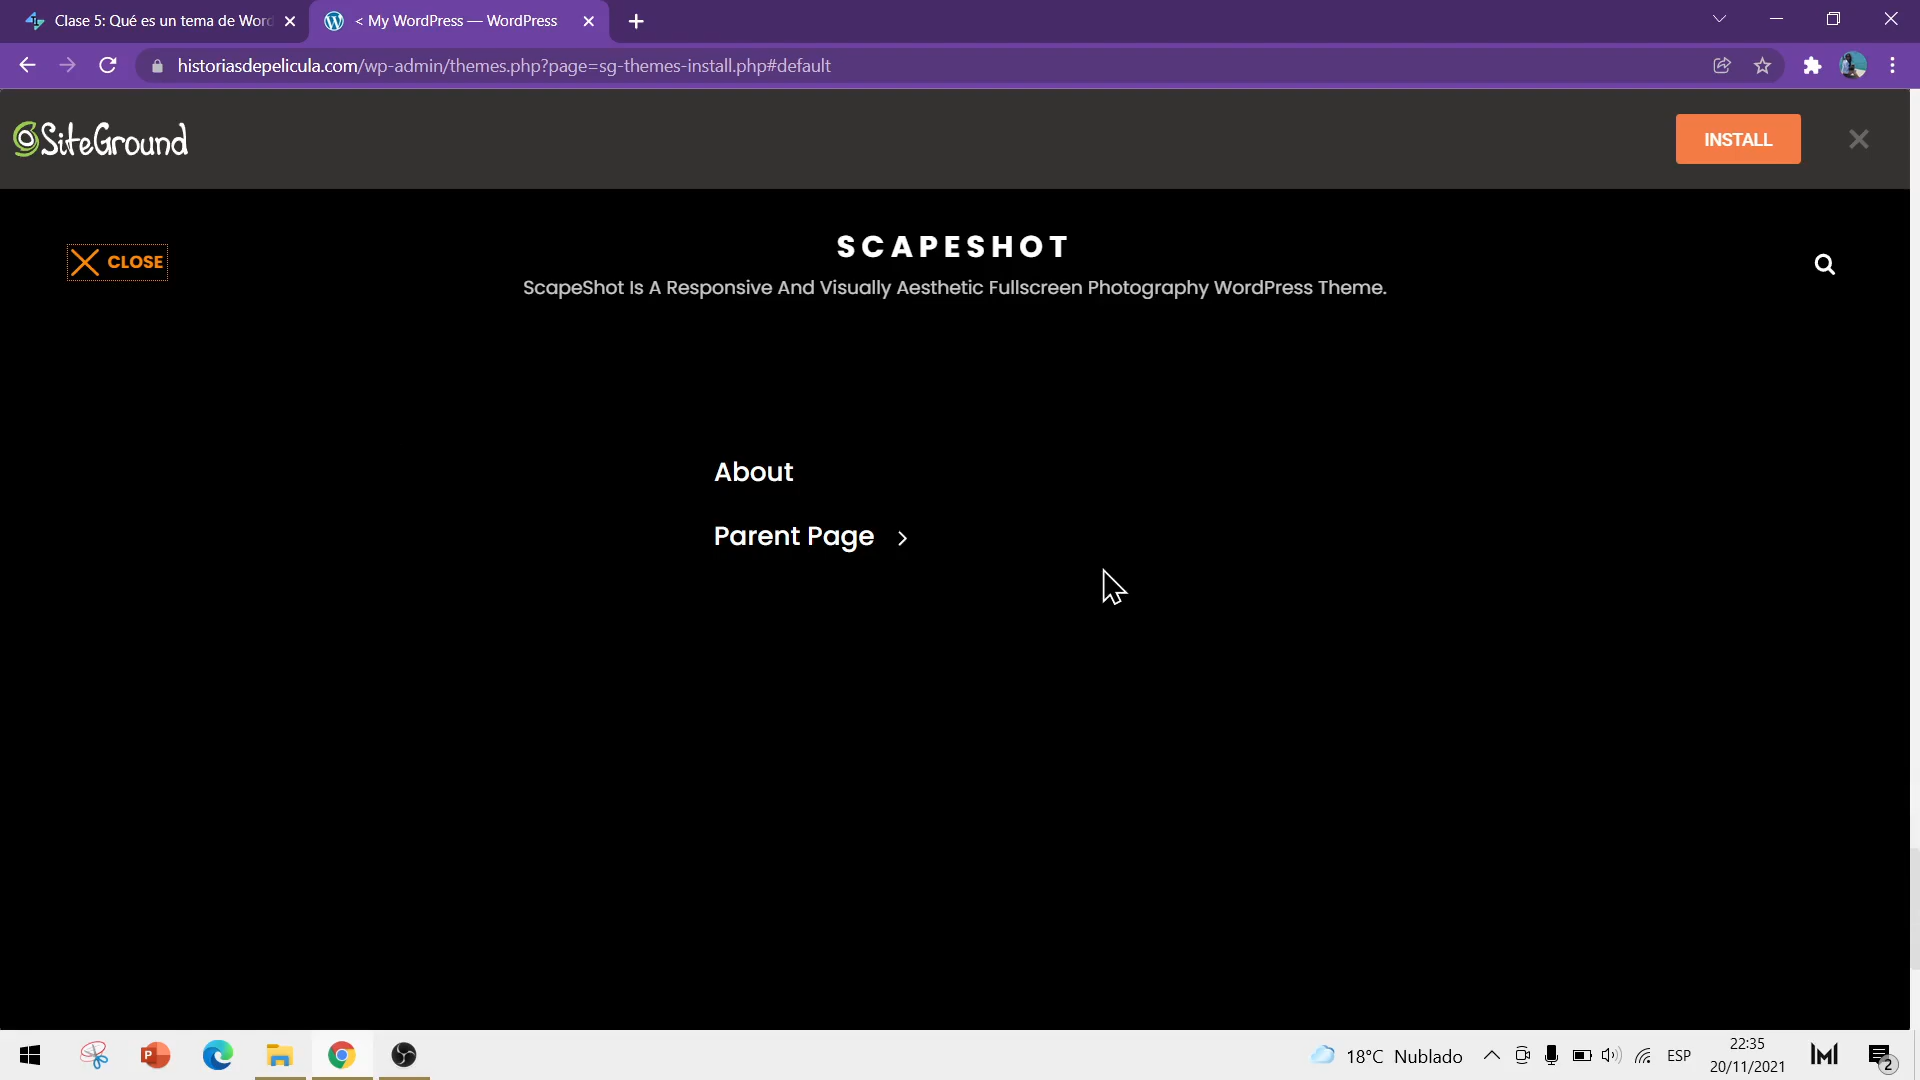 Clase 5: Qué es un tema de Word
< My WordPress — WordPress
historiasdepelicula.com/wp-admin/themes.php?page=sg-themes-install.php#default
SiteGround
INSTALL
CLOSE
SCAPESHOT
ScapeShot Is A Responsive And Visually Aesthetic Fullscreen Photography WordPress Theme.
About
Parent Page
18°C Nublado
ESP
22:35
20/11/2021
2